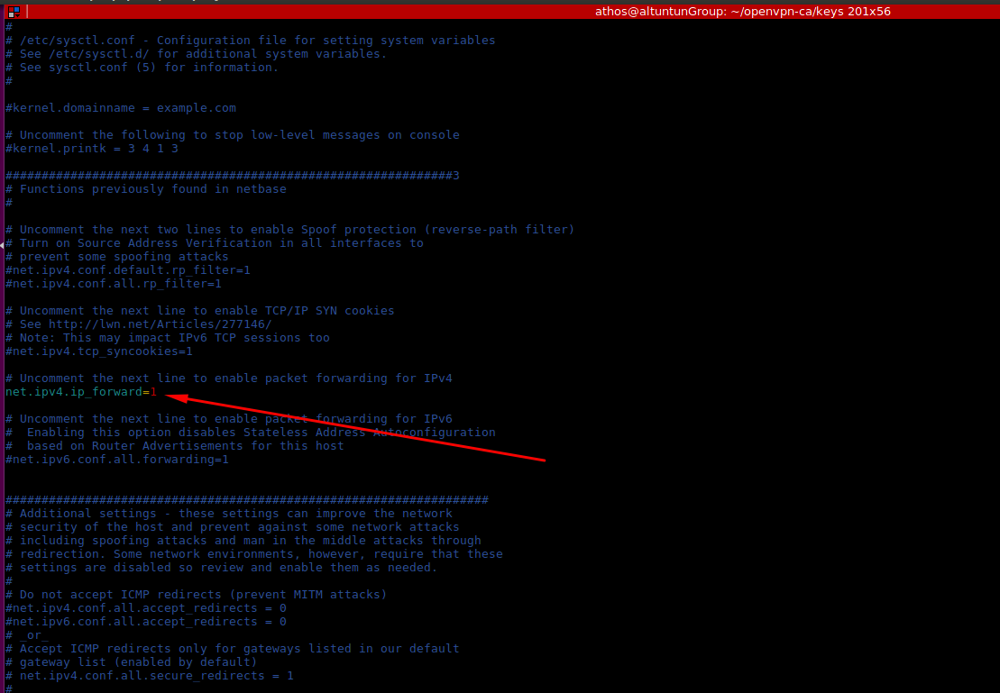 athos@altuntunGroup: ~/openvpn-ca/keys 201x56
#
# /etc/sysctl.conf - Configuration file for setting system variables
# See /etc/sysctl.d/ for additional system variables.
# See sysctl.conf (5) for information.
#
#kernel.domainname = example.com
# Uncomment the following to stop low-level messages on console
#kernel.printk = 3 4 1 3
##############################################################3
# Functions previously found in netbase
#
# Uncomment the next two lines to enable Spoof protection (reverse-path filter)
# Turn on Source Address Verification in all interfaces to
# prevent some spoofing attacks
#net.ipv4.conf.default.rp_filter=1
#net.ipv4.conf.all.rp_filter=1
# Uncomment the next line to enable TCP/IP SYN cookies
# See http://lwn.net/Articles/277146/
# Note: This may impact IPv6 TCP sessions too
#net.ipv4.tcp_syncookies=1
# Uncomment the next line to enable packet forwarding for IPv4
net.ipv4.ip_forward=1
# Uncomment the next line to enable packet forwarding for IPv6
#  Enabling this option disables Stateless Address Autoconfiguration
#  based on Router Advertisements for this host
#net.ipv6.conf.all.forwarding=1
###################################################################
# Additional settings - these settings can improve the network
# security of the host and prevent against some network attacks
# including spoofing attacks and man in the middle attacks through
# redirection. Some network environments, however, require that these
# settings are disabled so review and enable them as needed.
#
# Do not accept ICMP redirects (prevent MITM attacks)
#net.ipv4.conf.all.accept_redirects = 0
#net.ipv6.conf.all.accept_redirects = 0
# _or_
# Accept ICMP redirects only for gateways listed in our default
# gateway list (enabled by default)
# net.ipv4.conf.all.secure_redirects = 1
#